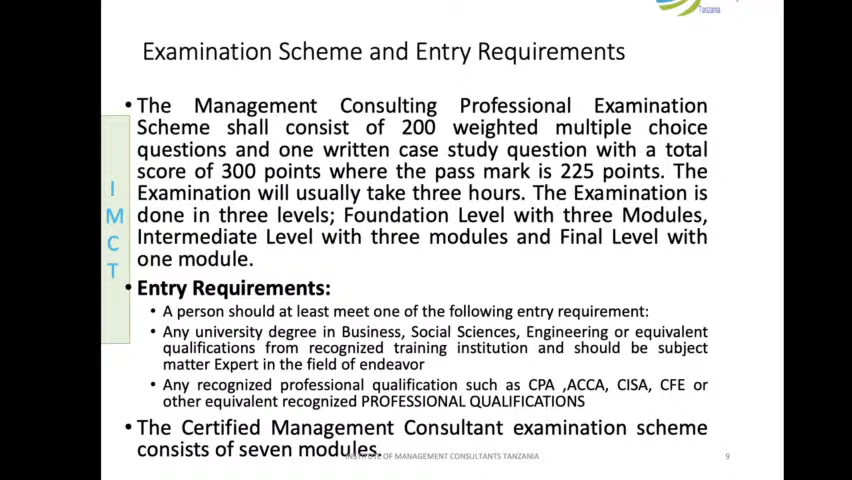 Tanzania
Examination Scheme and Entry Requirements
• The Management Consulting Professional Examination
Scheme shall consist of 200 weighted multiple choice
questions and one written case study question with a total
score of 300 points where the pass mark is 225 points. The
Examination will usually take three hours. The Examination is
done in three levels; Foundation Level with three Modules,
Intermediate Level with three modules and Final Level with
one module.
I
M
C
T
• Entry Requirements:
• A person should at least meet one of the following entry requirement:
• Any university degree in Business, Social Sciences, Engineering or equivalent
qualifications from recognized training institution and should be subject
matter Expert in the field of endeavor
• Any recognized professional qualification such as CPA ,ACCA, CISA, CFE or
other equivalent recognized PROFESSIONAL QUALIFICATIONS
• The Certified Management Consultant examination scheme
consists of seven modules.
INSTITUTE OF MANAGEMENT CONSULTANTS TANZANIA
9